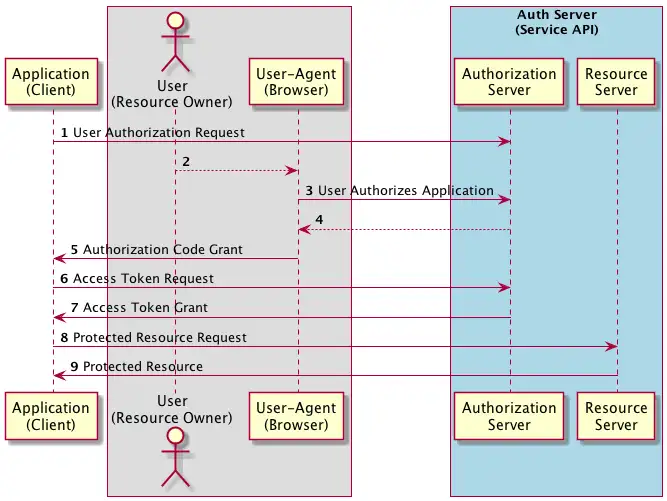 Auth Server
(Service API)
Application
(Client)
User
(Resource Owner)
User-Agent
(Browser)
Authorization
Server
Resource
Server
1 User Authorization Request
2
3 User Authorizes Application
4
5 Authorization Code Grant
6 Access Token Request
7 Access Token Grant
8 Protected Resource Request
9 Protected Resource
Application
(Client)
User
(Resource Owner)
User-Agent
(Browser)
Authorization
Server
Resource
Server